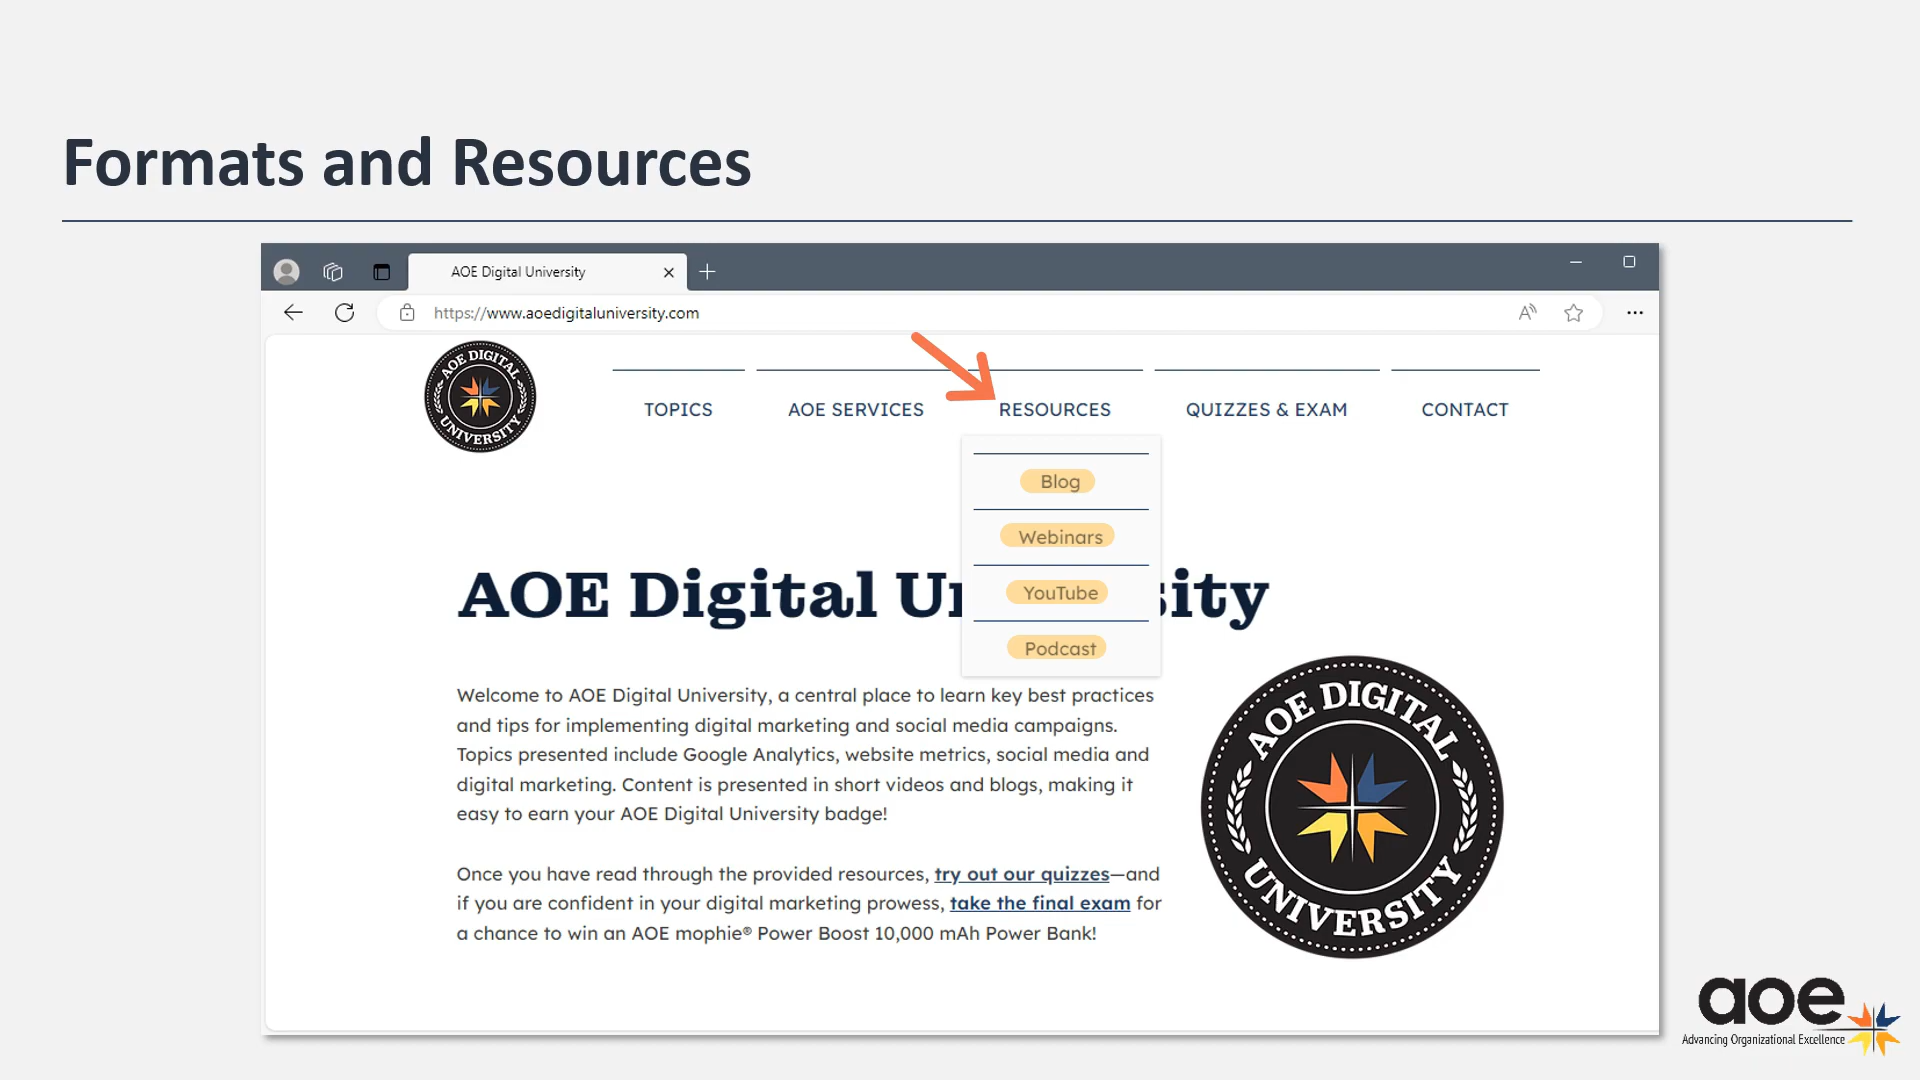 Formats and Resources
AOE Digital University
https://www.aoedigitaluniversity.com
AOE DIGITAL
UNIVERSITY
TOPICS
AOE SERVICES
RESOURCES
QUIZZES & EXAM
CONTACT
Blog
Webinars
YouTube
Podcast
AOE Digital U sity
Welcome to AOE Digital University, a central place to learn key best practices
and tips for implementing digital marketing and social media campaigns.
Topics presented include Google Analytics, website metrics, social media and
digital marketing. Content is presented in short videos and blogs, making it
easy to earn your AOE Digital University badge!
Once you have read through the provided resources, try out our quizzes—and
if you are confident in your digital marketing prowess, take the final exam for
a chance to win an AOE mophie® Power Boost 10,000 mAh Power Bank!
AOE DIGITAL
UNIVERSITY
aoe
Advancing Organizational Excellence